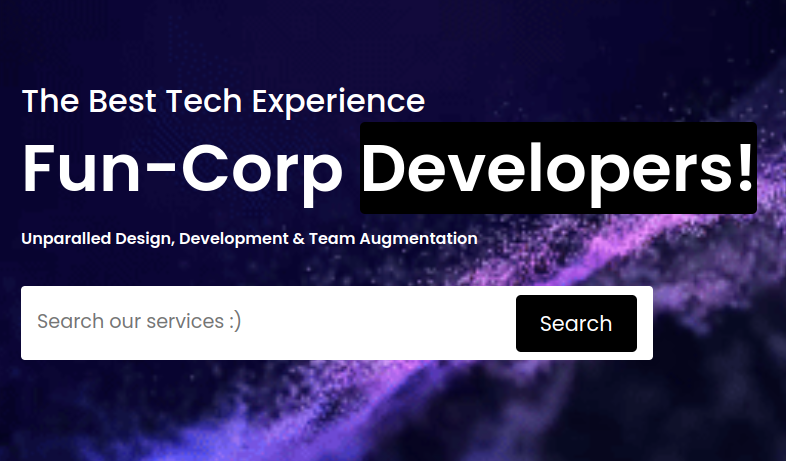 The Best Tech Experience
Fun-Corp Developers!
Unparalled Design, Development & Team Augmentation
Search our services :)
Search